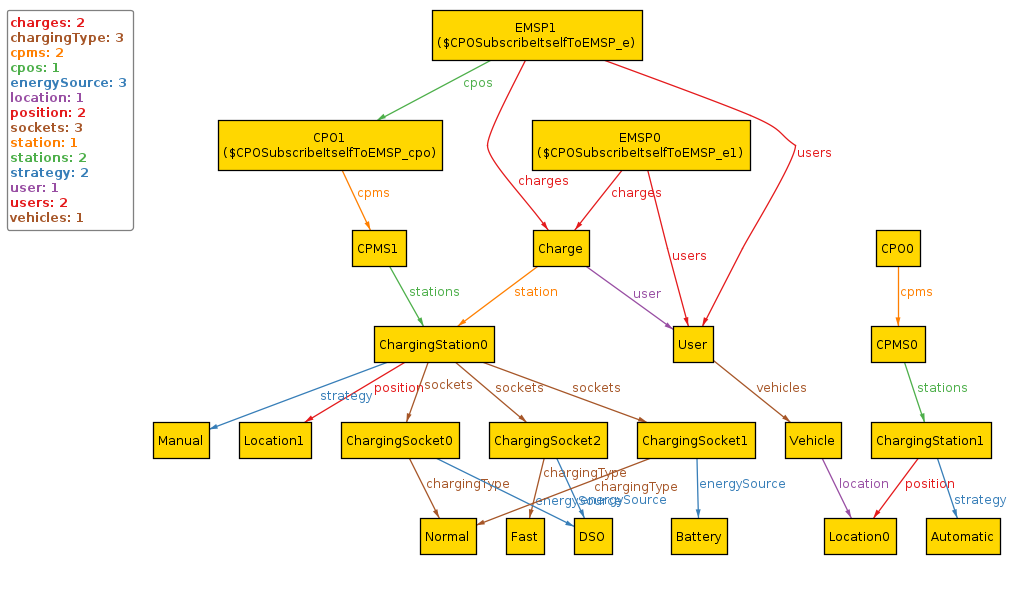 charges: 2
chargingType: 3
cpms: 2
cpos: 1
energySource: 3
location: 1
position: 2
sockets: 3
station: 1
stations: 2
strategy: 2
user: 1
users: 2
vehicles: 1
EMSP1
($CPOSubscribeItselfToEMSP_e)
cpos
CPO1
($CPOSubscribeItselfToEMSP_cpo)
EMSP0
($CPOSubscribeItselfToEMSP_e1)
users
charges
cpms
charges
CPMS1
Charge
CPO0
users
stations
station
user
cpms
ChargingStation0
User
CPMS0
strategy
position
sockets
sockets
sockets
vehicles
stations
Manual
Location1
ChargingSocket0
ChargingSocket2
ChargingSocket1
Vehicle
ChargingStation1
chargingType
energySource
chargingType
energySource
chargingType
energySource
location
position
strategy
Normal
Fast
DSO
Battery
Location0
Automatic